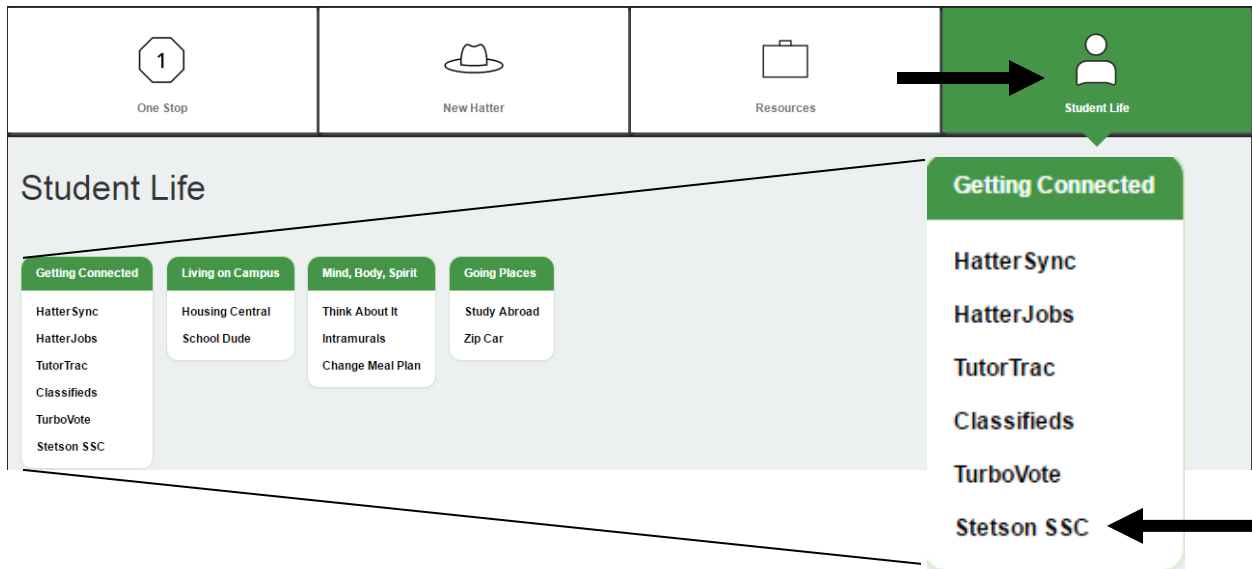 1
One Stop
New Hatter
Resources
Student Life
Student Life
Getting Connected
HatterSync
HatterJobs
TutorTrac
Classifieds
TurboVote
Stetson SSC
Living on Campus
Housing Central
School Dude
Mind, Body, Spirit
Think About It
Intramurals
Change Meal Plan
Going Places
Study Abroad
Zip Car
Getting Connected
HatterSync
HatterJobs
TutorTrac
Classifieds
TurboVote
Stetson SSC